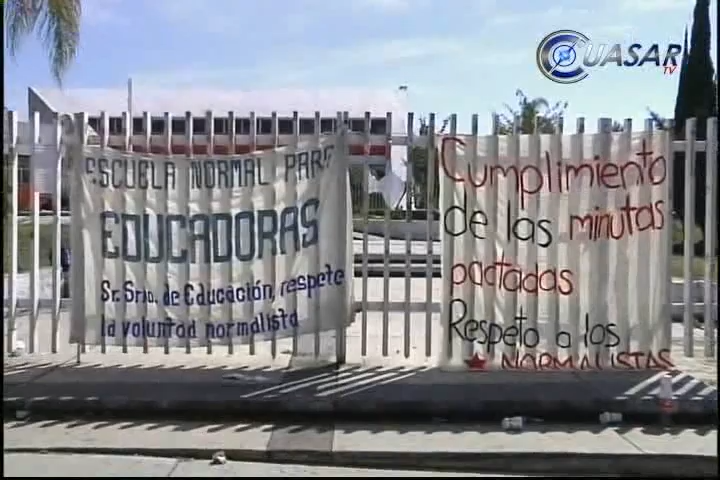 CUASAR
TV
ESCUELA NORMAL PARA
EDUCADORAS
Sr. Srio. de Educación, respete
la voluntad normalista
Cumplimiento
de las minutas
pactadas
Respeto a los
NORMALISTAS